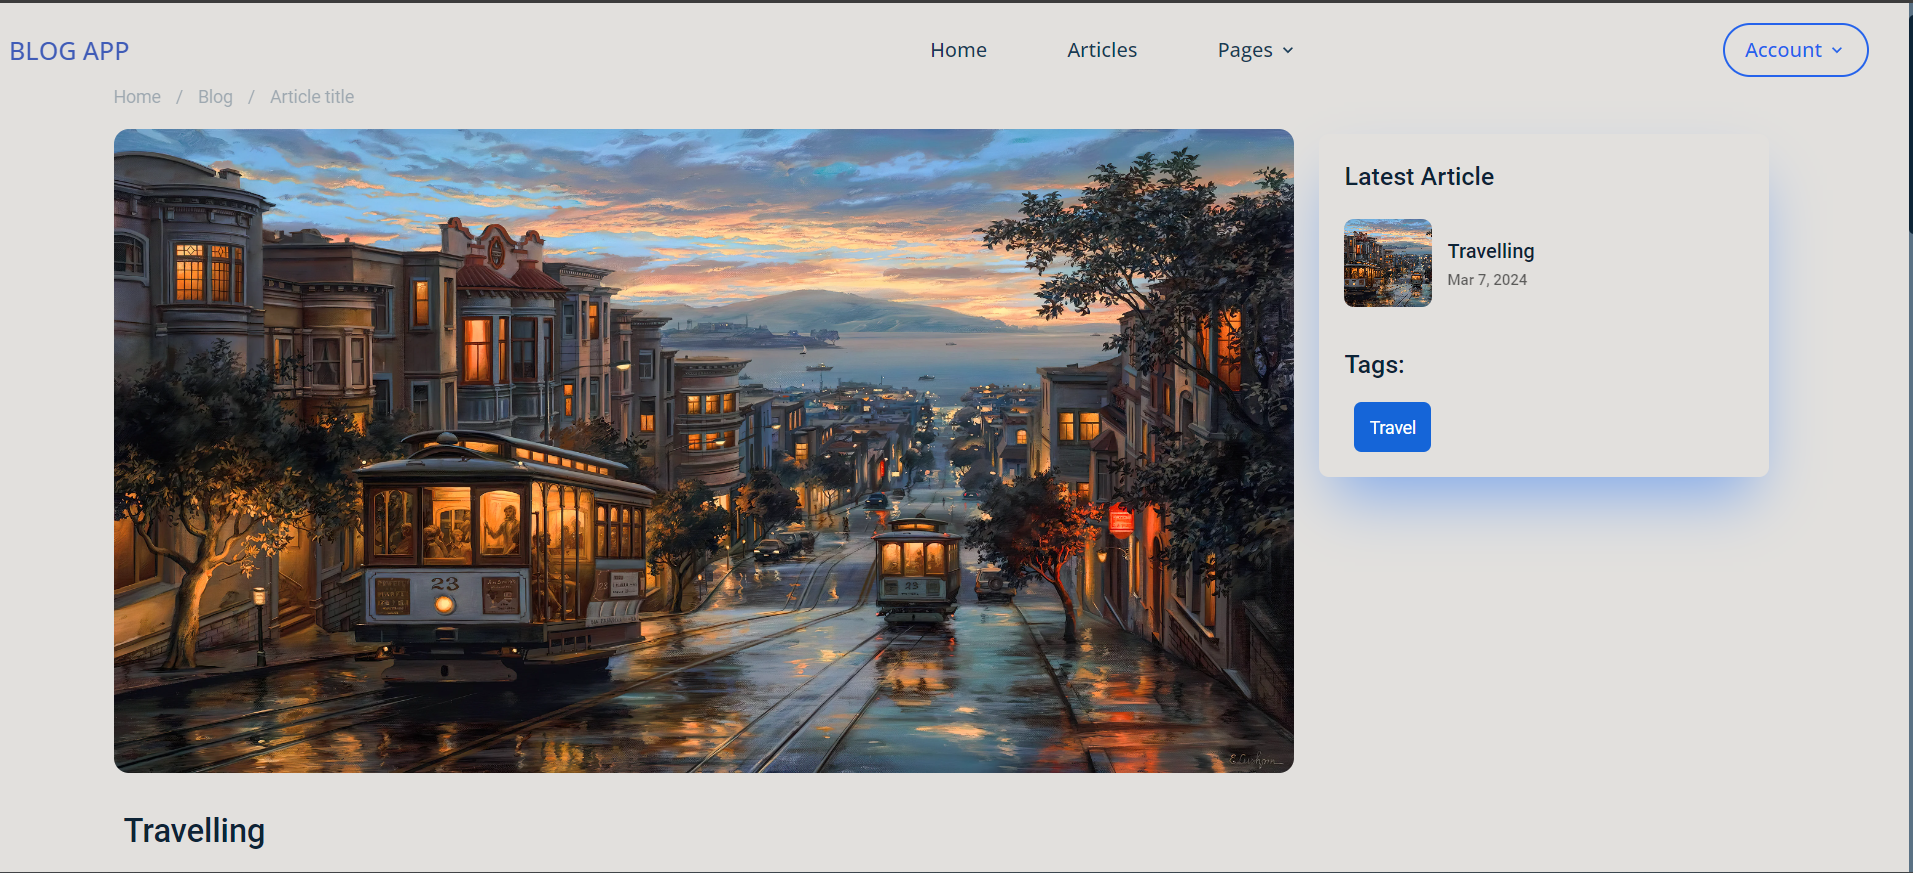 BLOG APP
Home
Articles
Pages
Account
Home / Blog / Article title
Latest Article
Travelling
Mar 7, 2024
Tags:
Travel
23
23
Travelling